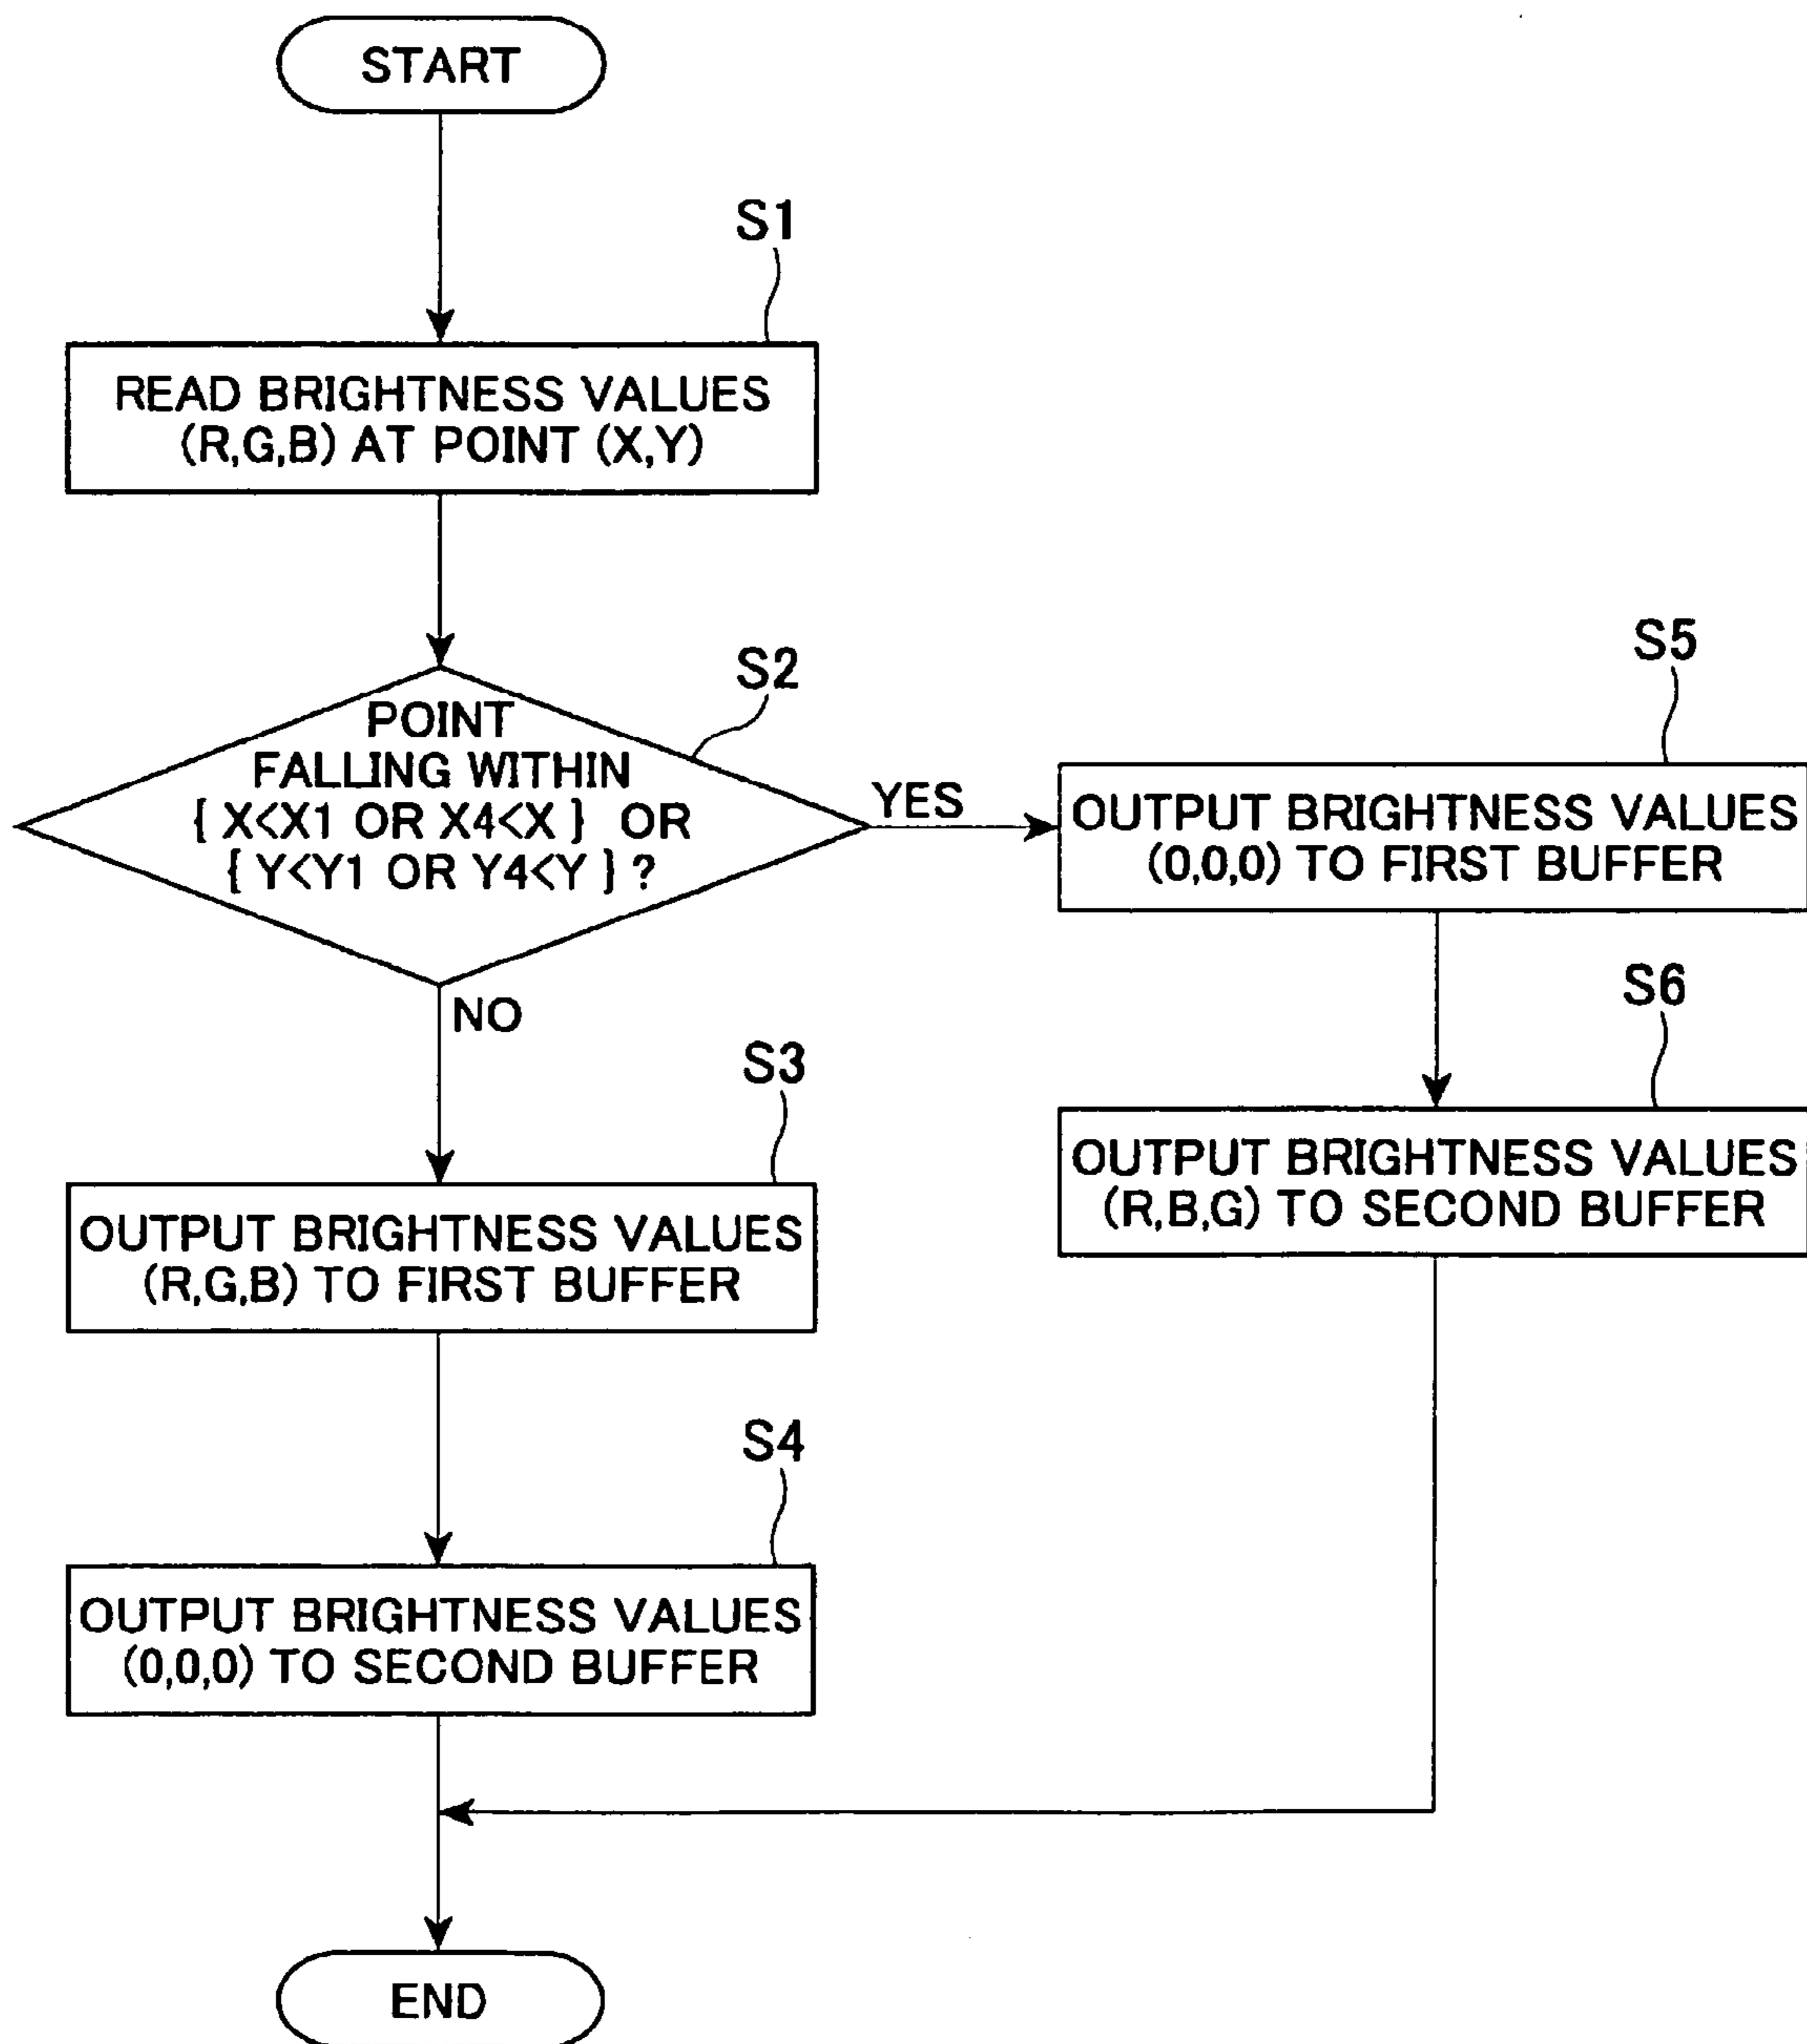 START
S1
READ BRIGHTNESS VALUES
(R,G,B) AT POINT (X,Y)
S2
POINT
FALLING WITHIN
{ X<X1 OR X4<X } OR
{ Y<Y1 OR Y4<Y } ?
YES
NO
S5
OUTPUT BRIGHTNESS VALUES
(0,0,0) TO FIRST BUFFER
S6
OUTPUT BRIGHTNESS VALUES
(R,B,G) TO SECOND BUFFER
S3
OUTPUT BRIGHTNESS VALUES
(R,G,B) TO FIRST BUFFER
S4
OUTPUT BRIGHTNESS VALUES
(0,0,0) TO SECOND BUFFER
END